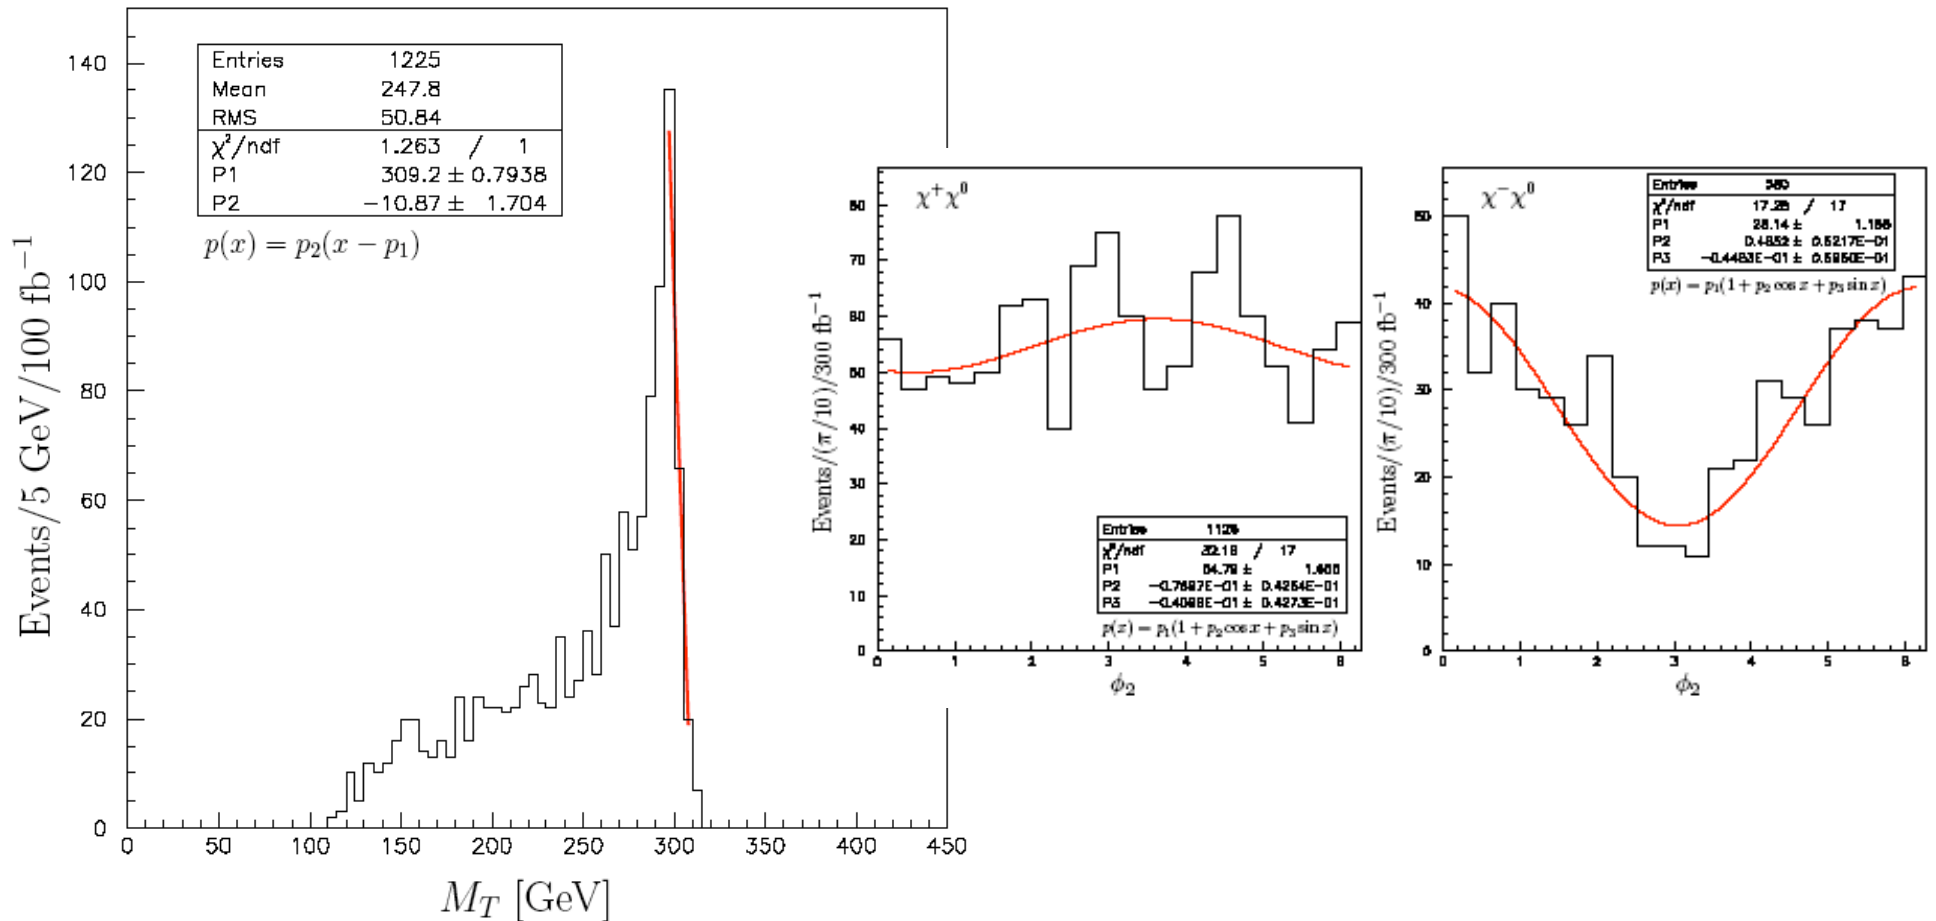 Entries 1225
Mean 247.8
RMS 50.84
χ²/ndf 1.263 / 1
P1 309.2 ± 0.7938
P2 −10.87 ± 1.704
p(x) = p₂(x − p₁)
Events/5 GeV/100 fb⁻¹
140
120
100
80
60
40
20
0
0 50 100 150 200 250 300 350 400 450
M_T [GeV]
χ⁺χ⁰
Events/(π/10)/300 fb⁻¹
80
70
60
50
40
30
20
10
0
Entries
χ²/ndf / 17
P1 ±
P2 ±
P3 ±
p(x) = p₁(1 + p₂ cos x + p₃ sin x)
0 1 2 3 4 5 6
ϕ₂
χ⁻χ⁰
Entries
χ²/ndf / 17
P1 28.14 ±
P2 ±
P3 ±
p(x) = p₁(1 + p₂ cos x + p₃ sin x)
Events/(π/10)/300 fb⁻¹
50
40
30
20
10
0
0 1 2 3 4 5 6
ϕ₂